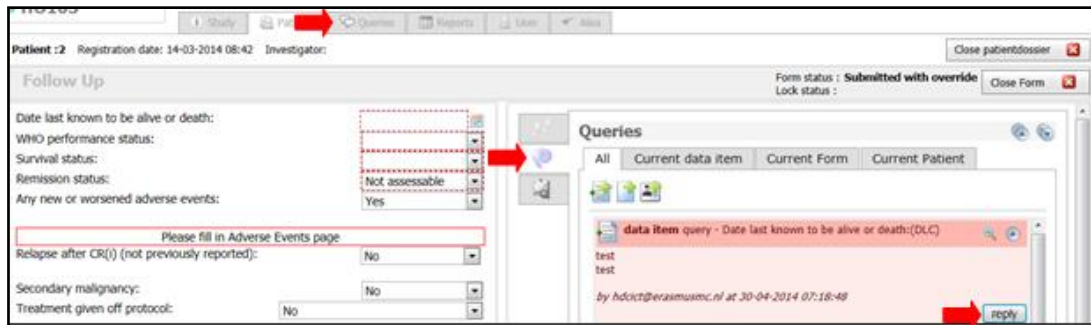 Study Queries Reports User Alea
Patient :2 Registration date: 14-03-2014 08:42 Investigator:
Close patientdossier
Follow Up
Form status : Submitted with override
Lock status :
Close Form
Date last known to be alive or death:
WHO performance status:
Survival status:
Remission status: Not assessable
Any new or worsened adverse events: Yes
Please fill in Adverse Events page
Relapse after CR(i) (not previously reported): No
Secondary malignancy: No
Treatment given off protocol: No
Queries
All Current data item Current Form Current Patient
data item query - Date last known to be alive or death:(DLC)
test
test
by hdcict@erasmusmc.nl at 30-04-2014 07:18:48
reply